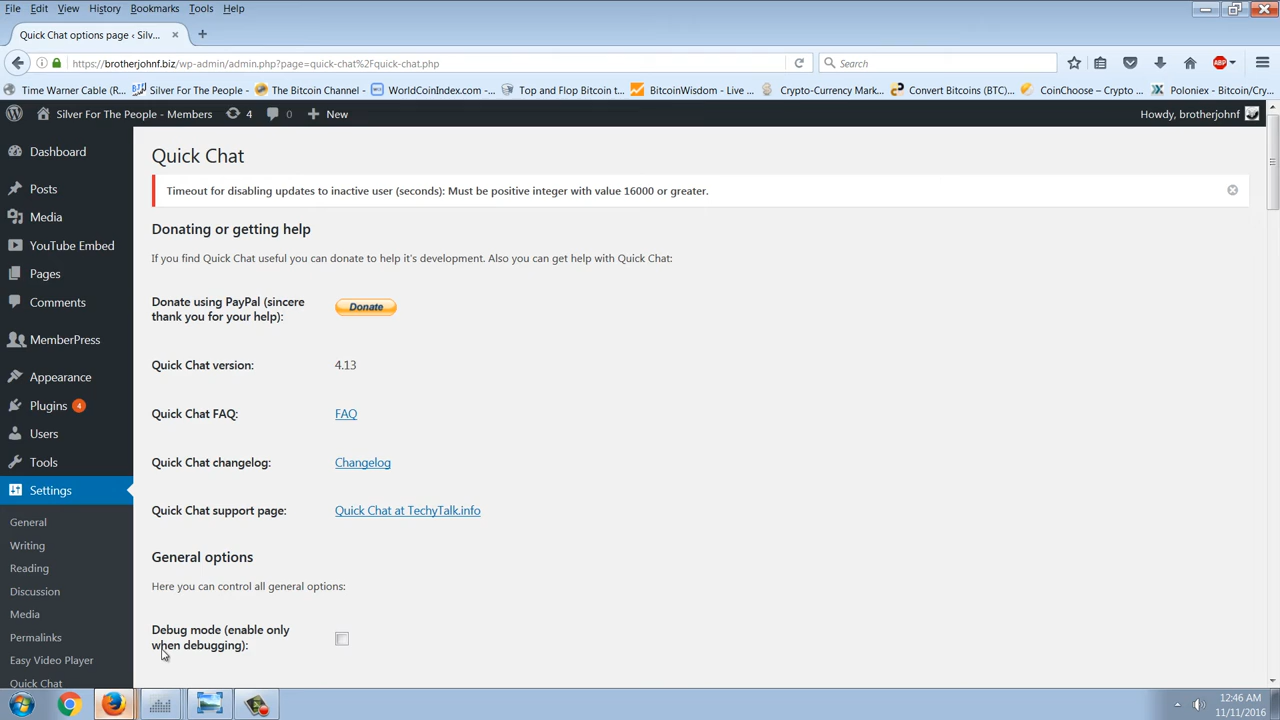 File Edit View History Bookmarks Tools Help
Quick Chat options page ‹ Silv...
https://brotherjohnf.biz/wp-admin/admin.php?page=quick-chat%2Fquick-chat.php
Search
ABP
Time Warner Cable (R... Silver For The People - ... The Bitcoin Channel - ... WorldCoinIndex.com -... Top and Flop Bitcoin t... BitcoinWisdom - Live ... Crypto-Currency Mark... Convert Bitcoins (BTC)... CoinChoose – Crypto ... Poloniex - Bitcoin/Cry...
Silver For The People - Members 4 0 New Howdy, brotherjohnf
Dashboard
Posts
Media
YouTube Embed
Pages
Comments
MemberPress
Appearance
Plugins 4
Users
Tools
Settings
General
Writing
Reading
Discussion
Media
Permalinks
Easy Video Player
Quick Chat
Quick Chat
Timeout for disabling updates to inactive user (seconds): Must be positive integer with value 16000 or greater.
Donating or getting help
If you find Quick Chat useful you can donate to help it's development. Also you can get help with Quick Chat:
Donate using PayPal (sincere
thank you for your help):
Donate
Quick Chat version: 4.13
Quick Chat FAQ: FAQ
Quick Chat changelog: Changelog
Quick Chat support page: Quick Chat at TechyTalk.info
General options
Here you can control all general options:
Debug mode (enable only
when debugging):
12:46 AM
11/11/2016